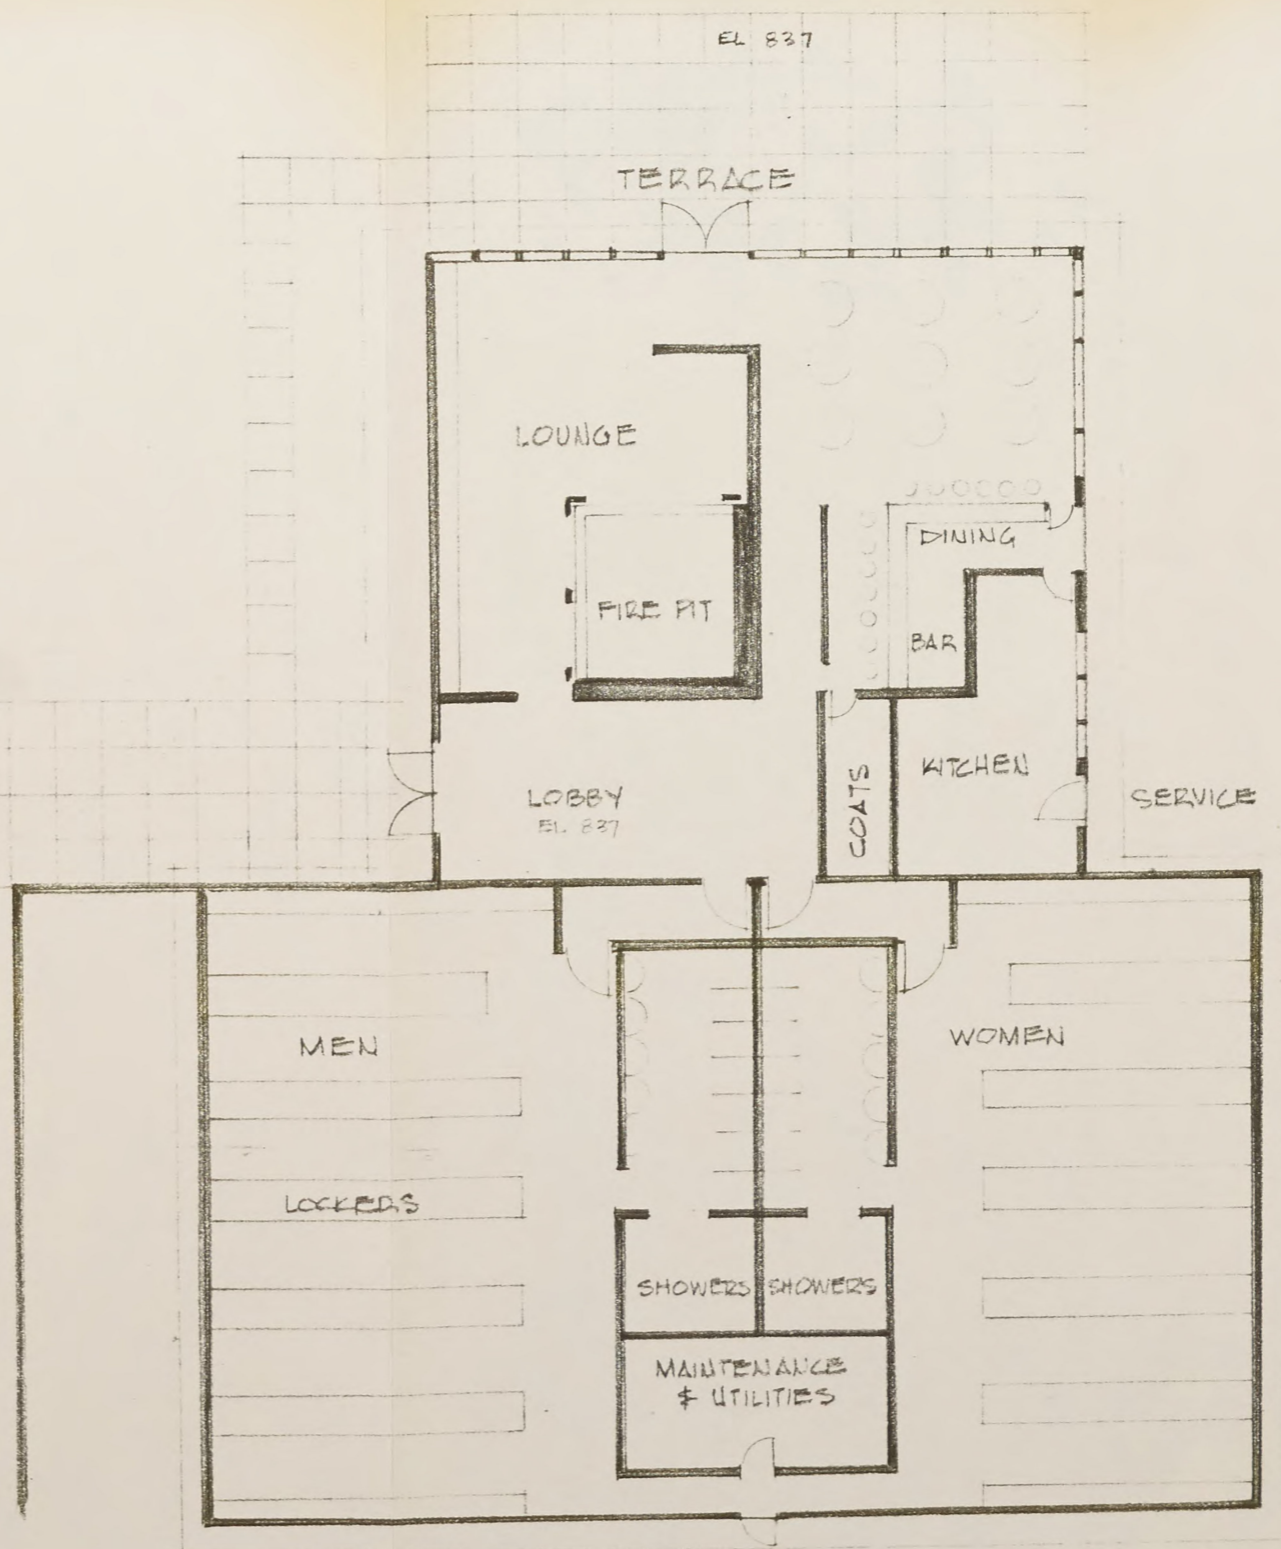 EL 837
TERRACE
LOUNGE
DINING
FIRE PIT
BAR
KITCHEN
COATS
LOBBY
EL. 837
SERVICE
MEN
WOMEN
LOCKERS
SHOWERS
SHOWERS
MAINTENANCE
& UTILITIES